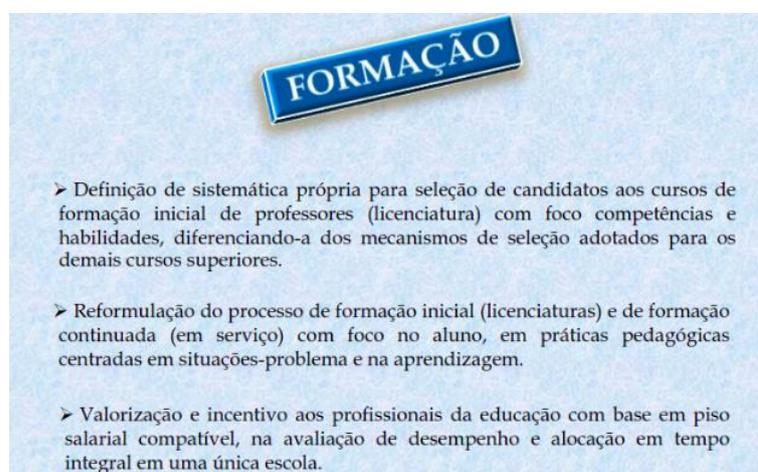 FORMAÇÃO
➢ Definição de sistemática própria para seleção de candidatos aos cursos de
formação inicial de professores (licenciatura) com foco competências e
habilidades, diferenciando-a dos mecanismos de seleção adotados para os
demais cursos superiores.
➢ Reformulação do processo de formação inicial (licenciaturas) e de formação
continuada (em serviço) com foco no aluno, em práticas pedagógicas
centradas em situações-problema e na aprendizagem.
➢ Valorização e incentivo aos profissionais da educação com base em piso
salarial compatível, na avaliação de desempenho e alocação em tempo
integral em uma única escola.